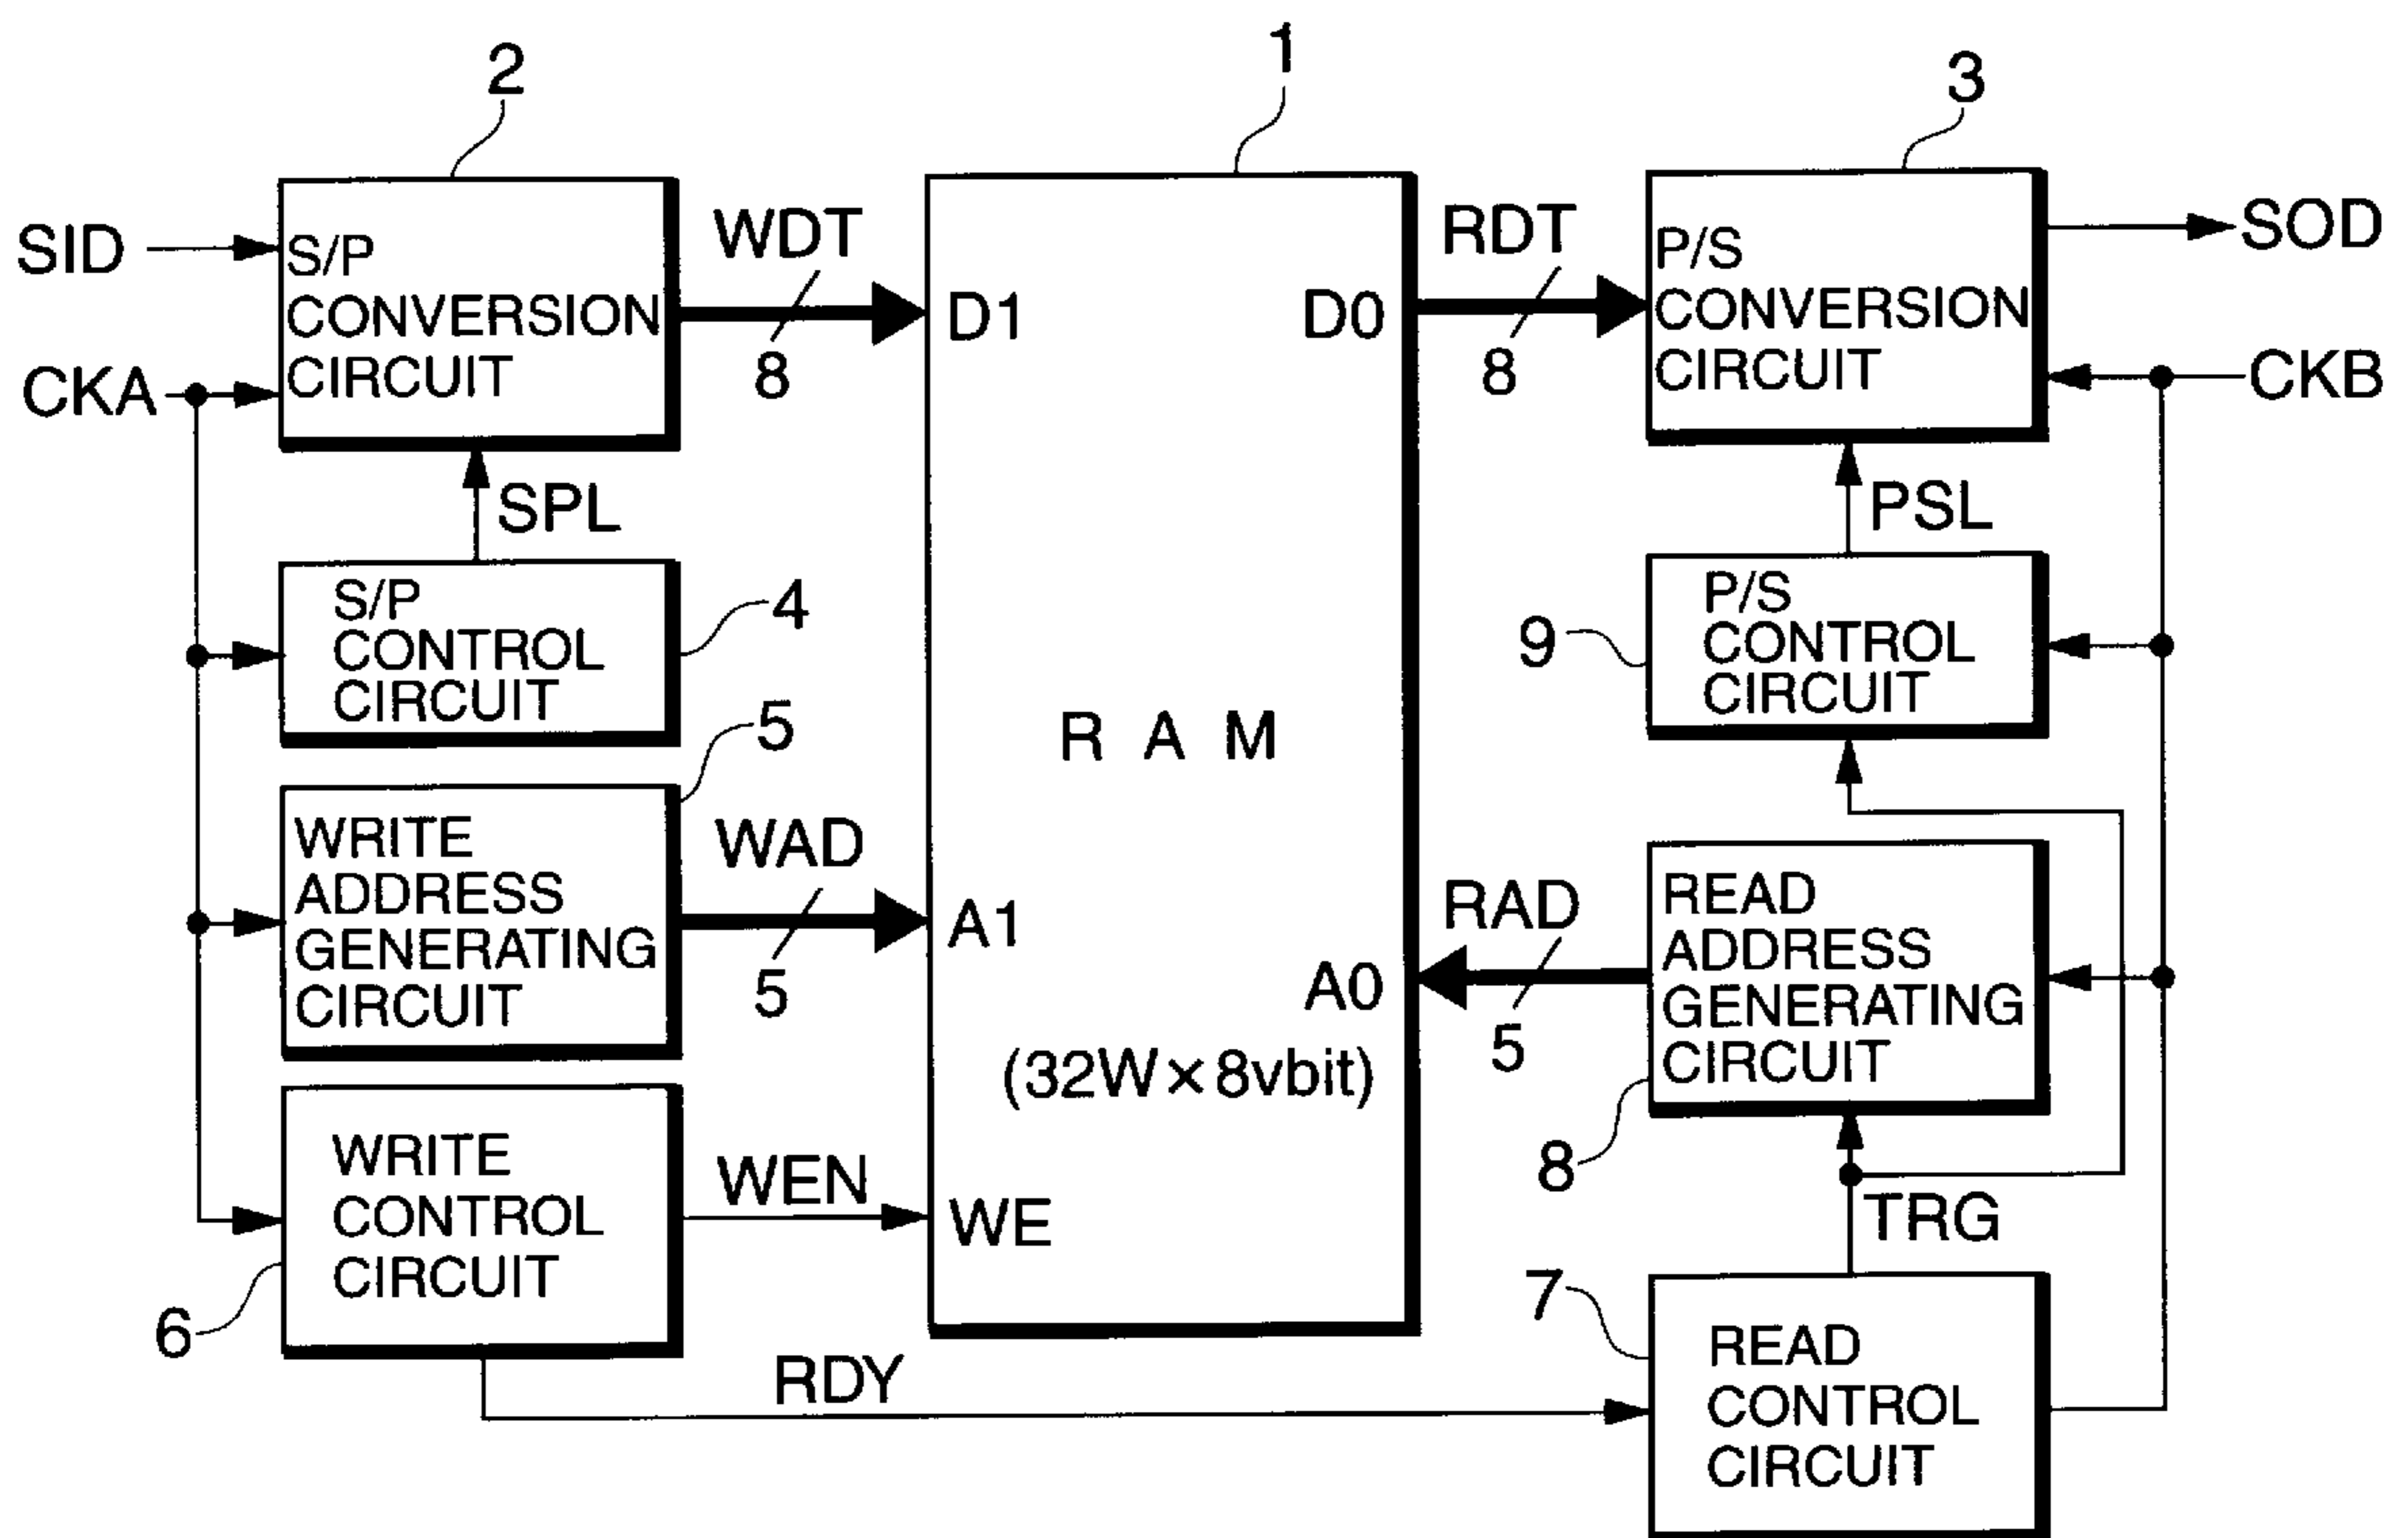 2
1
3
SID
S/P
CONVERSION
CIRCUIT
CKA
WDT
8
D1
D0
RDT
8
P/S
CONVERSION
CIRCUIT
SOD
CKB
SPL
PSL
S/P
CONTROL
CIRCUIT
4
9
P/S
CONTROL
CIRCUIT
5
R A M
WRITE
ADDRESS
GENERATING
CIRCUIT
WAD
5
A1
A0
RAD
5
READ
ADDRESS
GENERATING
CIRCUIT
8
(32W×8vbit)
WRITE
CONTROL
CIRCUIT
6
WEN
WE
TRG
7
RDY
READ
CONTROL
CIRCUIT